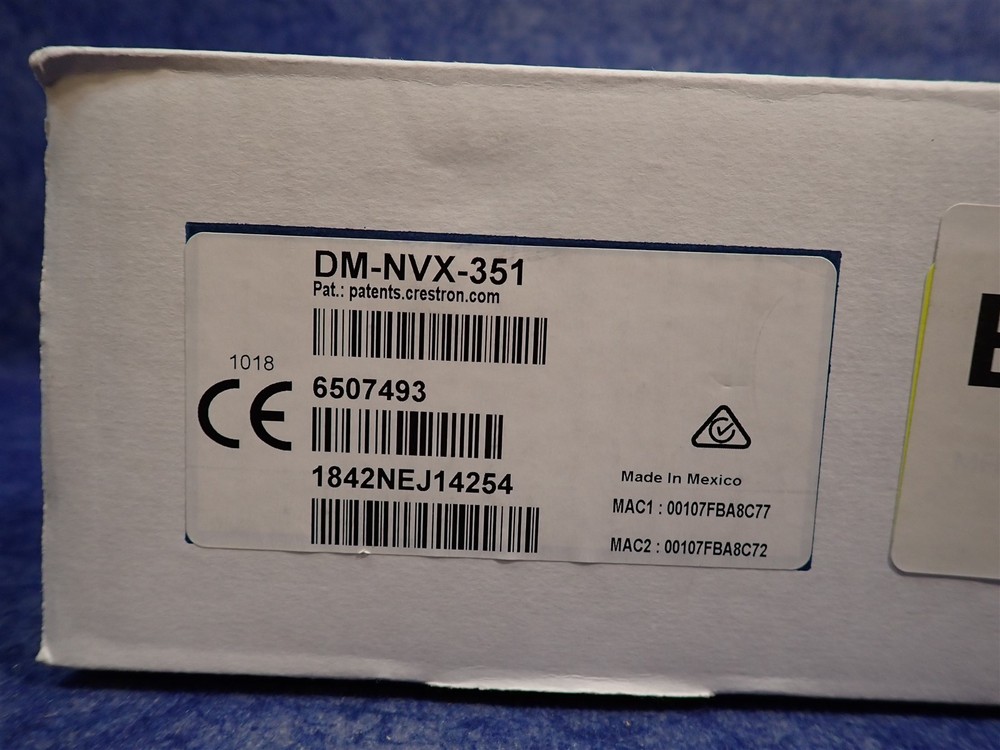 DM-NVX-351
Pat.: patents.crestron.com
1018
CE
6507493
1842NEJ14254
Made In Mexico
MAC1 : 00107FBA8C77
MAC2 : 00107FBA8C72